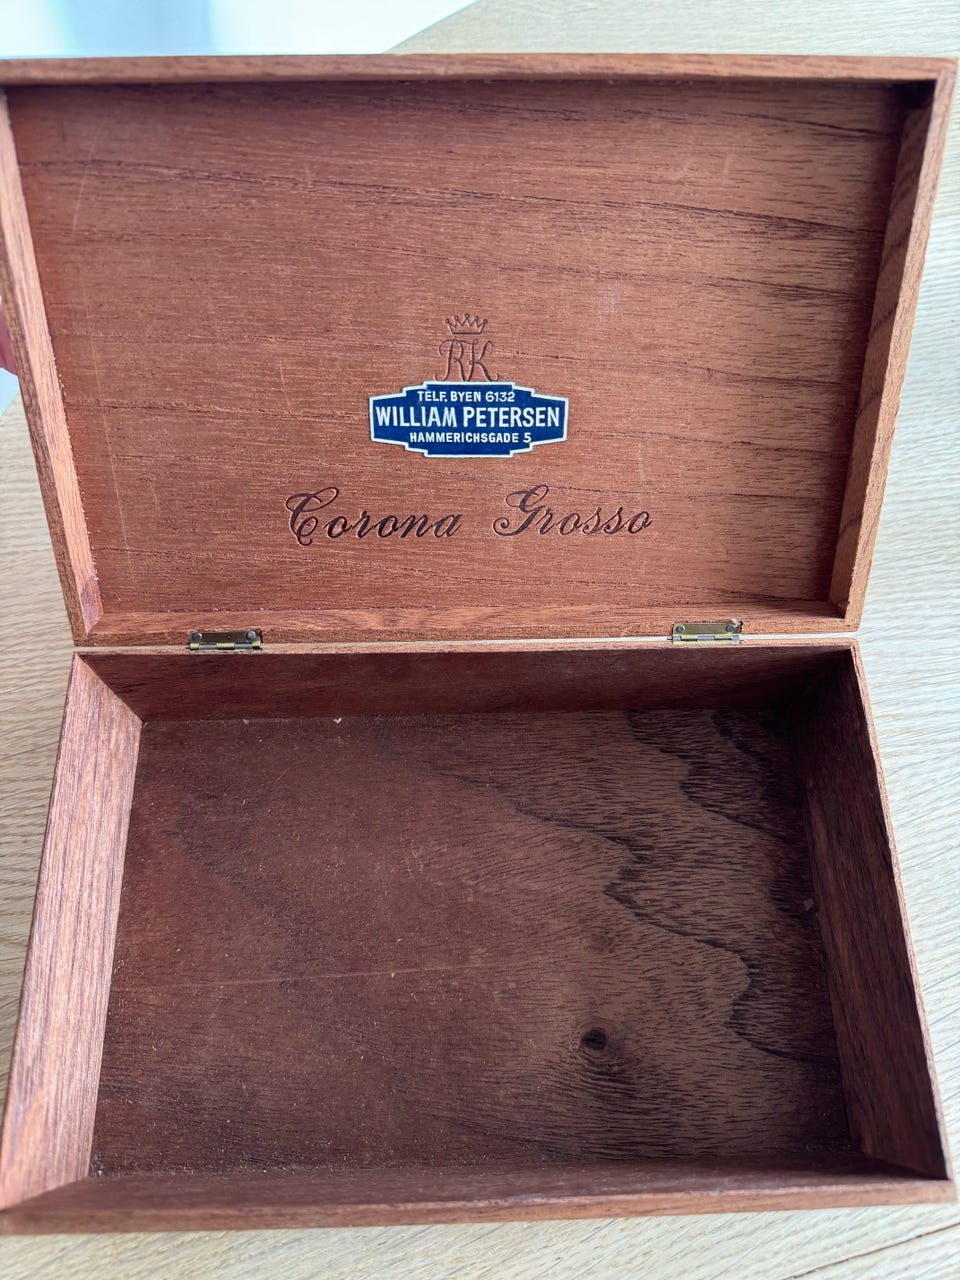 RK
TELF. BYEN 6132
WILLIAM PETERSEN
HAMMERICHSGADE 5
Corona Grosso